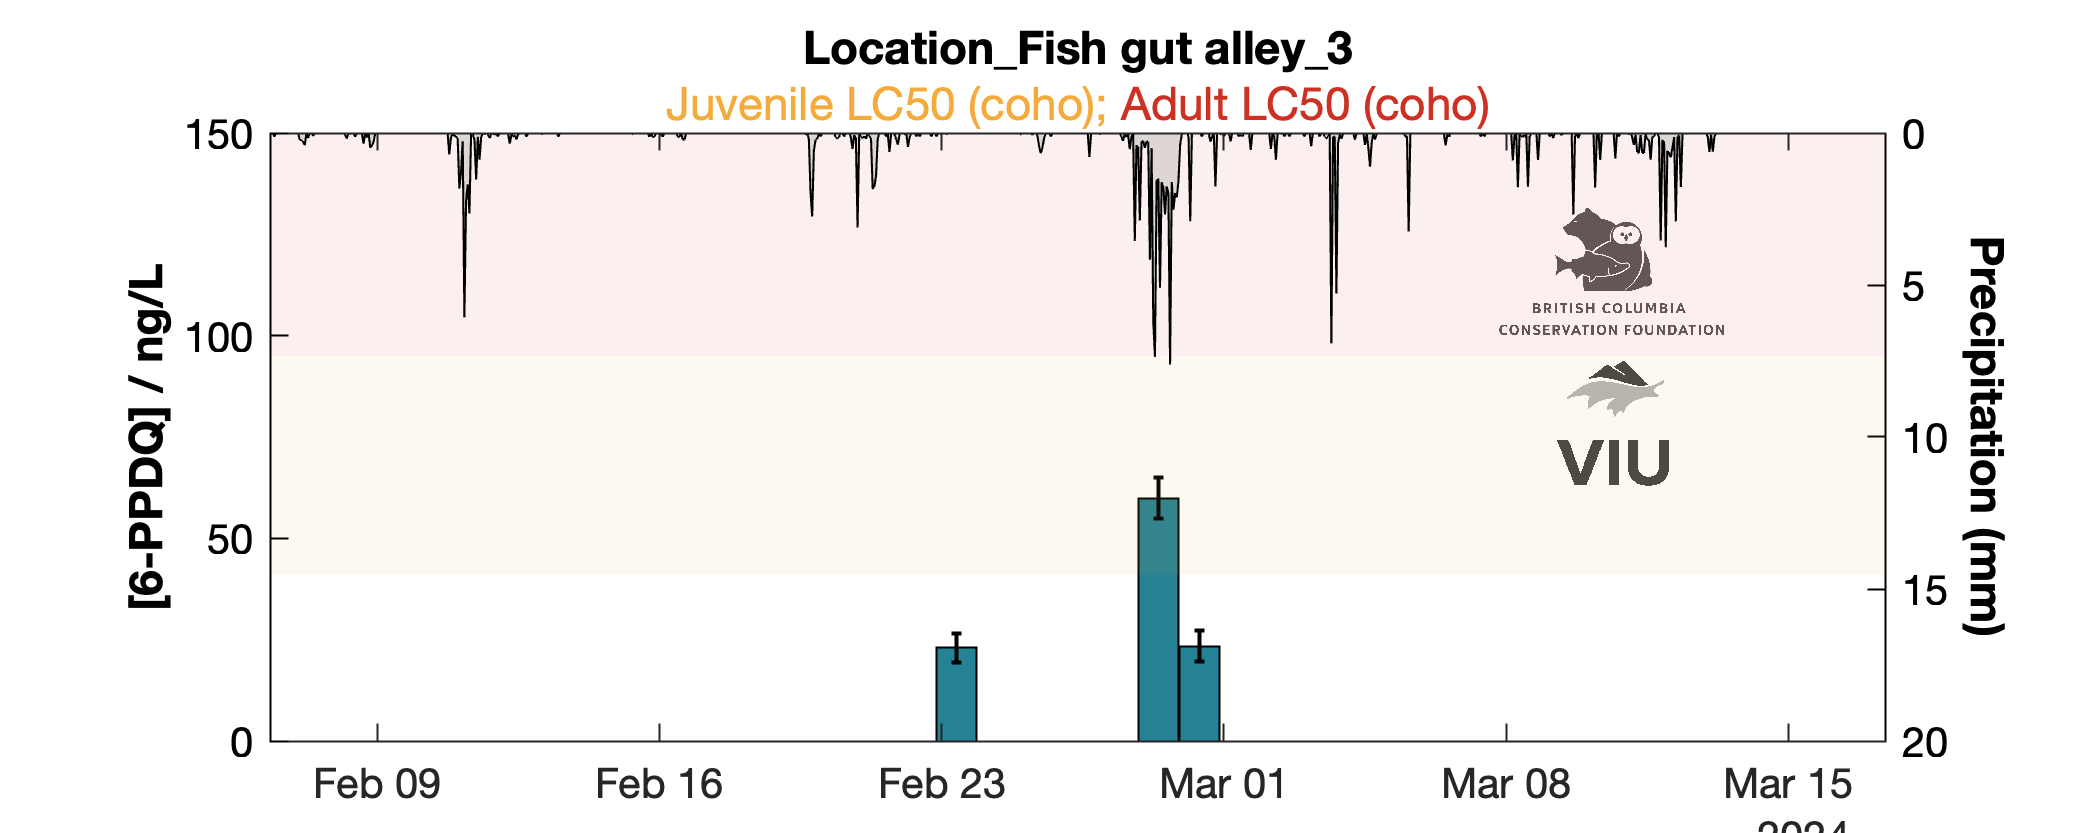 Location_Fish gut alley_3
Juvenile LC50 (coho); Adult LC50 (coho)
[6-PPDQ] / ng/L
150
100
50
0
0
5
10
15
20
Precipitation (mm)
BRITISH COLUMBIA
CONSERVATION FOUNDATION
VIU
Feb 09
Feb 16
Feb 23
Mar 01
Mar 08
Mar 15
2024